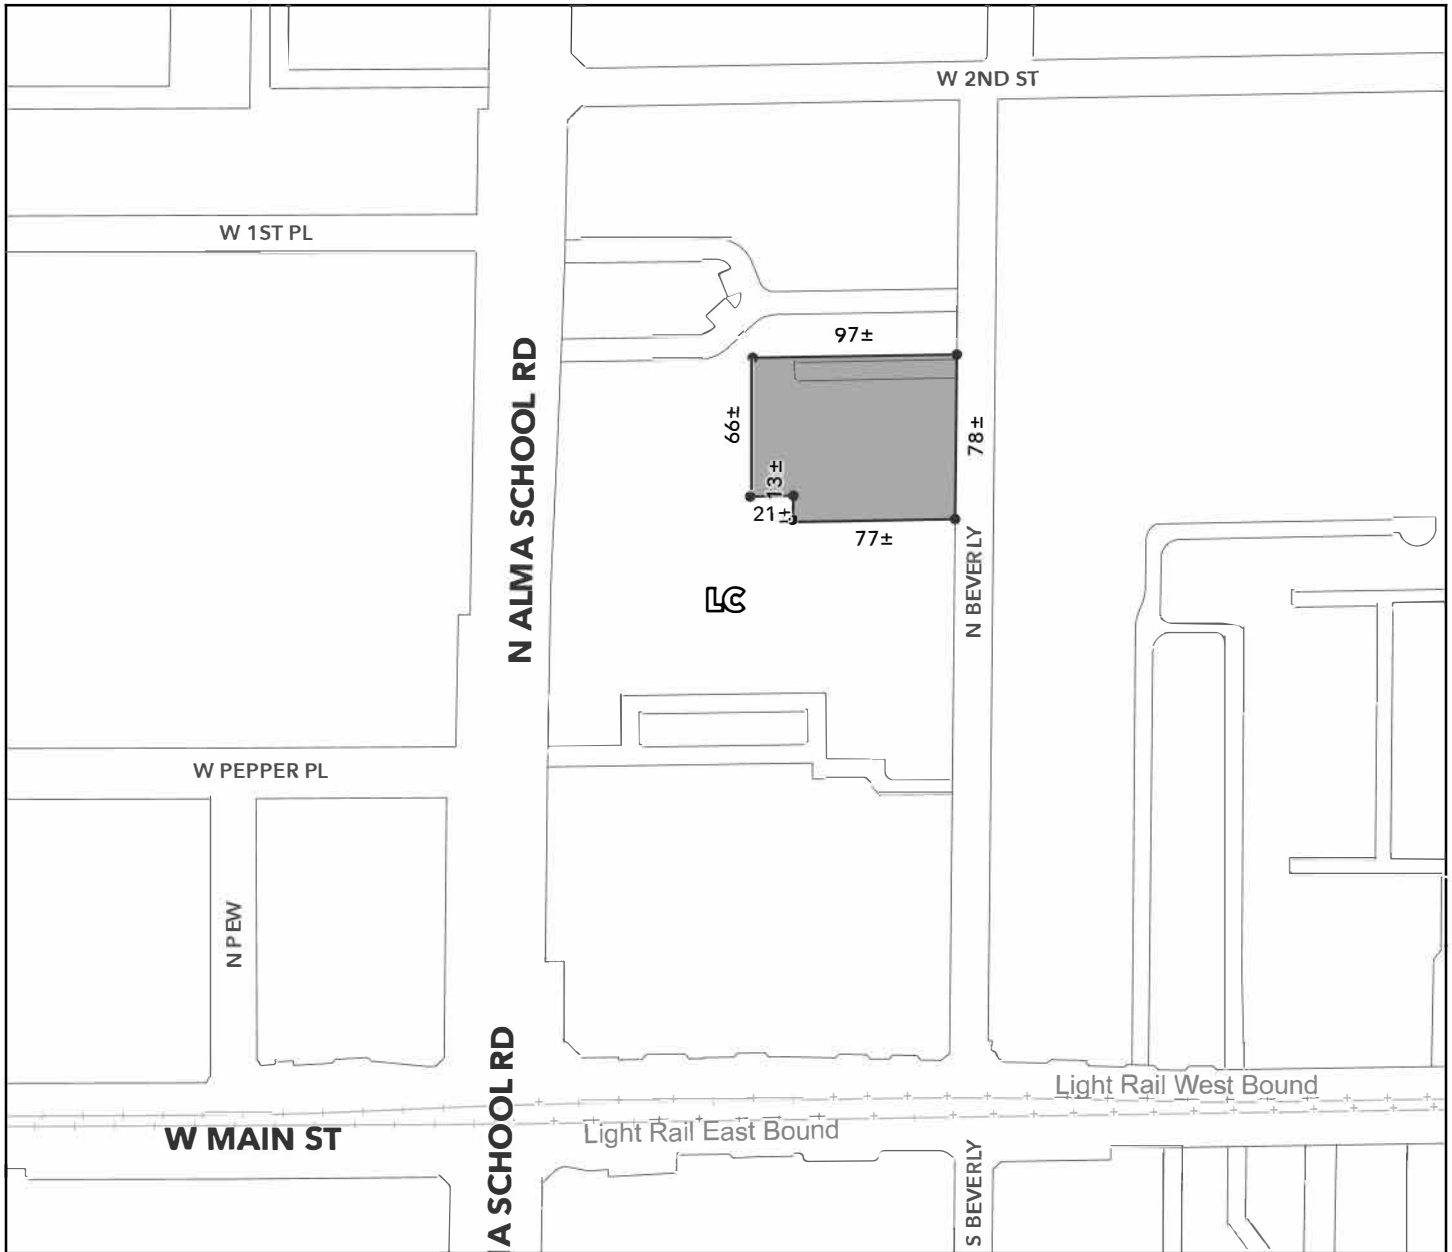 W 2ND ST
W 1ST PL
97±
N ALMA SCHOOL RD
66±
78±
13±
21±
77±
N BEVERLY
LC
W PEPPER PL
N PEW
Light Rail West Bound
W MAIN ST
Light Rail East Bound
MA SCHOOL RD
S BEVERLY